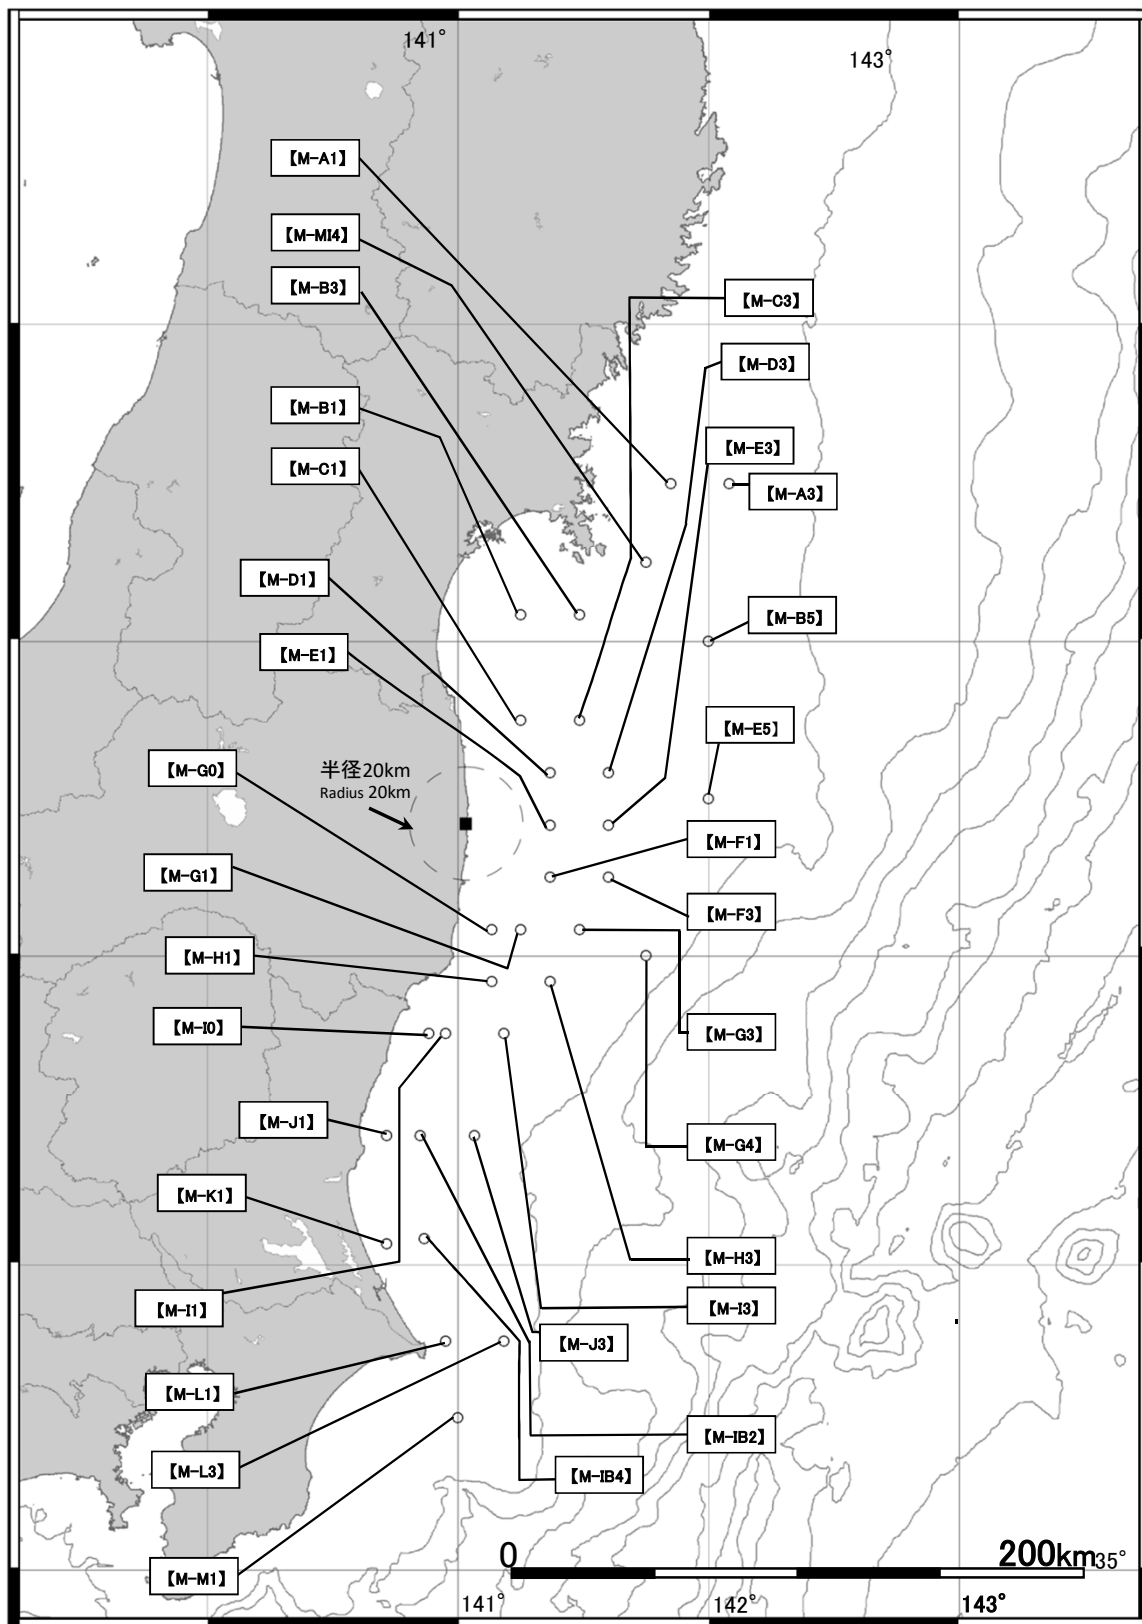 141°
143°
【M-A1】
【M-MI4】
【M-B3】
【M-C3】
【M-D3】
【M-B1】
【M-E3】
【M-C1】
【M-A3】
【M-D1】
【M-B5】
【M-E1】
【M-E5】
【M-G0】
半径20km
Radius 20km
【M-F1】
【M-G1】
【M-F3】
【M-H1】
【M-I0】
【M-G3】
【M-J1】
【M-G4】
【M-K1】
【M-H3】
【M-I1】
【M-I3】
【M-J3】
【M-L1】
【M-IB2】
【M-L3】
【M-IB4】
【M-M1】
0
200km
35°
141°
142°
143°